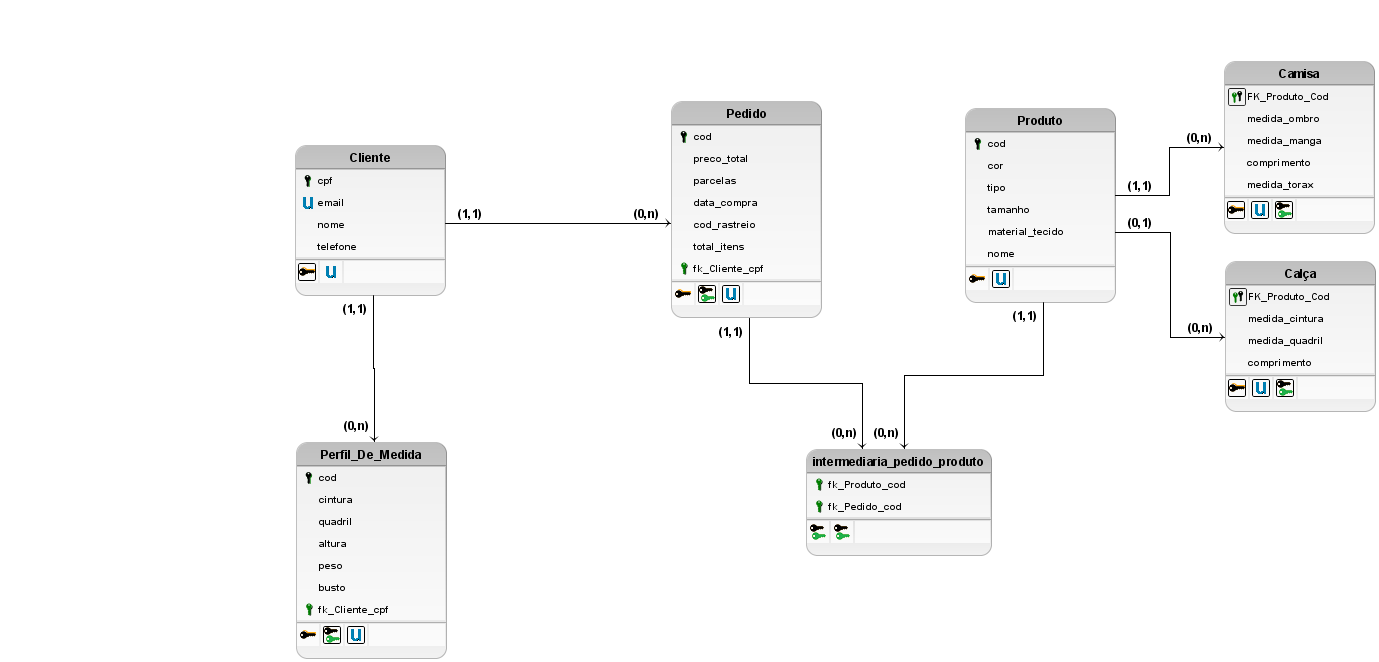 Cliente
cpf
U email
nome
telefone
U
(1,1)
(0,n)
(1,1)
(0,n)
Pedido
cod
preco_total
parcelas
data_compra
cod_rastreio
total_itens
fk_Cliente_cpf
U
(1,1)
(0,n)
Produto
cod
cor
tipo
tamanho
material_tecido
nome
U
(1,1)
(0,n)
(1,1)
(0,n)
(0,1)
(0,n)
Camisa
FK_Produto_Cod
medida_ombro
medida_manga
comprimento
medida_torax
U
Calça
FK_Produto_Cod
medida_cintura
medida_quadril
comprimento
U
Perfil_De_Medida
cod
cintura
quadril
altura
peso
busto
fk_Cliente_cpf
U
intermediaria_pedido_produto
fk_Produto_cod
fk_Pedido_cod